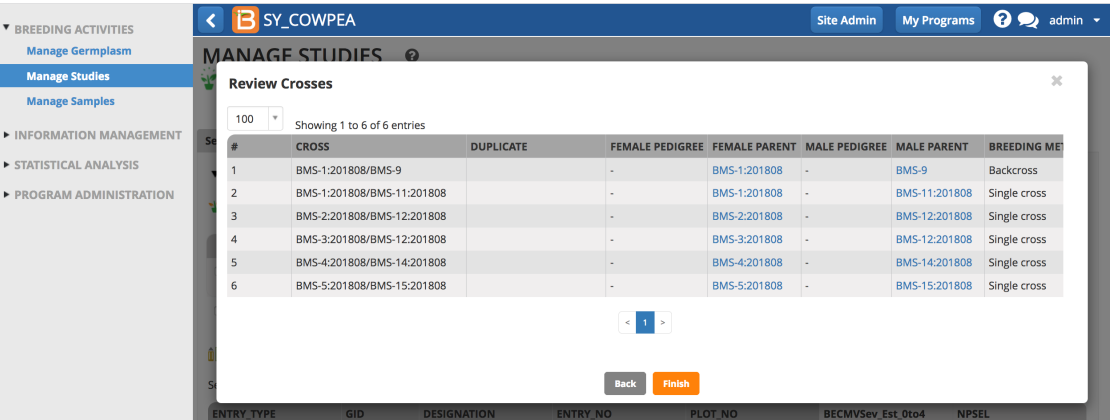 SY_COWPEA
Site Admin
My Programs
? admin
BREEDING ACTIVITIES
Manage Germplasm
Manage Studies
Manage Samples
INFORMATION MANAGEMENT
STATISTICAL ANALYSIS
PROGRAM ADMINISTRATION
MANAGE STUDIES ?
Review Crosses
100 Showing 1 to 6 of 6 entries
# CROSS DUPLICATE FEMALE PEDIGREE FEMALE PARENT MALE PEDIGREE MALE PARENT BREEDING MET
1 BMS-1:201808/BMS-9 - BMS-1:201808 - BMS-9 Backcross
2 BMS-1:201808/BMS-11:201808 - BMS-1:201808 - BMS-11:201808 Single cross
3 BMS-2:201808/BMS-12:201808 - BMS-2:201808 - BMS-12:201808 Single cross
4 BMS-3:201808/BMS-12:201808 - BMS-3:201808 - BMS-12:201808 Single cross
5 BMS-4:201808/BMS-14:201808 - BMS-4:201808 - BMS-14:201808 Single cross
6 BMS-5:201808/BMS-15:201808 - BMS-5:201808 - BMS-15:201808 Single cross
< 1 >
Back Finish
Se
Se
ENTRY_TYPE GID DESIGNATION ENTRY_NO PLOT_NO BECMVSev_Est_0to4 NPSEL